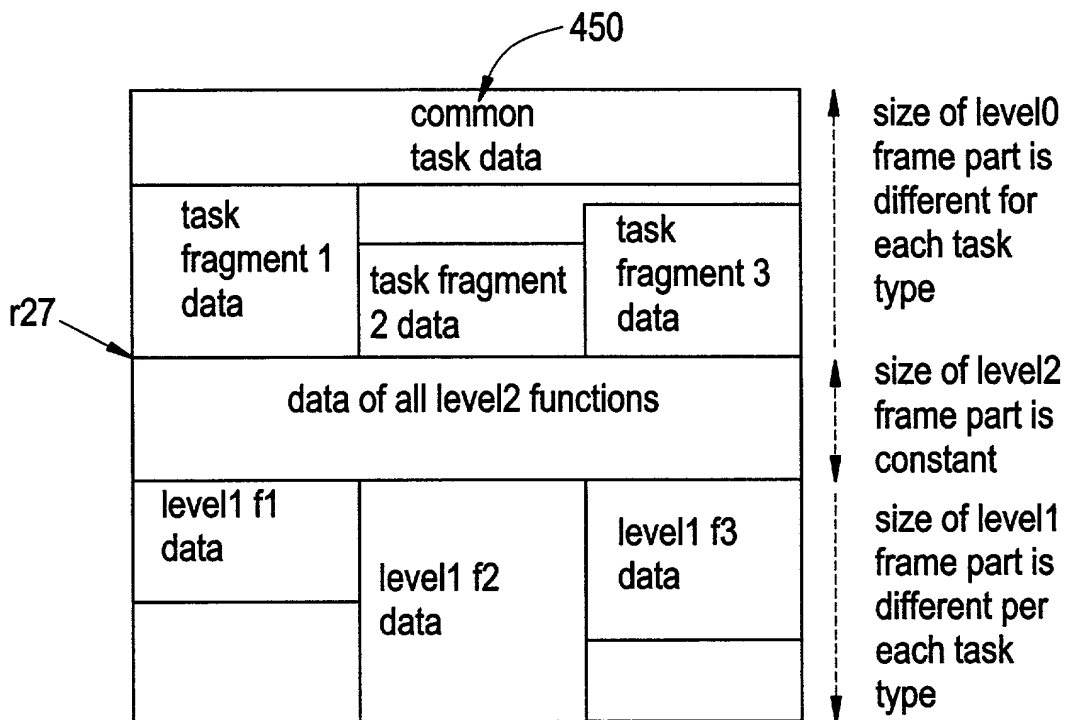 450
common
task data
size of level0
frame part is
different for
each task
type
task
fragment 1
data
task fragment
2 data
task
fragment 3
data
r27
data of all level2 functions
size of level2
frame part is
constant
level1 f1
data
level1 f2
data
level1 f3
data
size of level1
frame part is
different per
each task
type